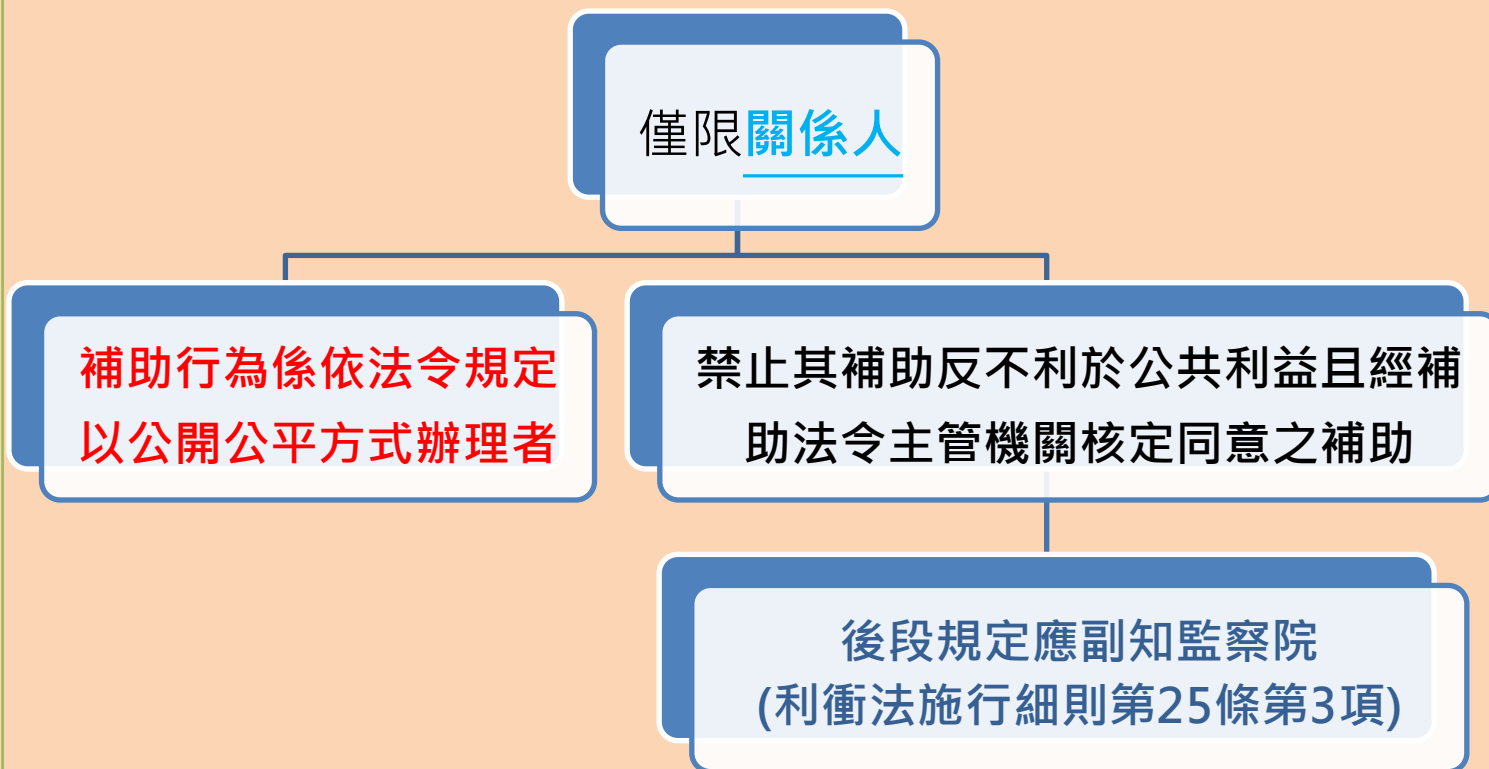 僅限關係人
補助行為係依法令規定
以公開公平方式辦理者
禁止其補助反不利於公共利益且經補
助法令主管機關核定同意之補助
後段規定應副知監察院
(利衝法施行細則第25條第3項)